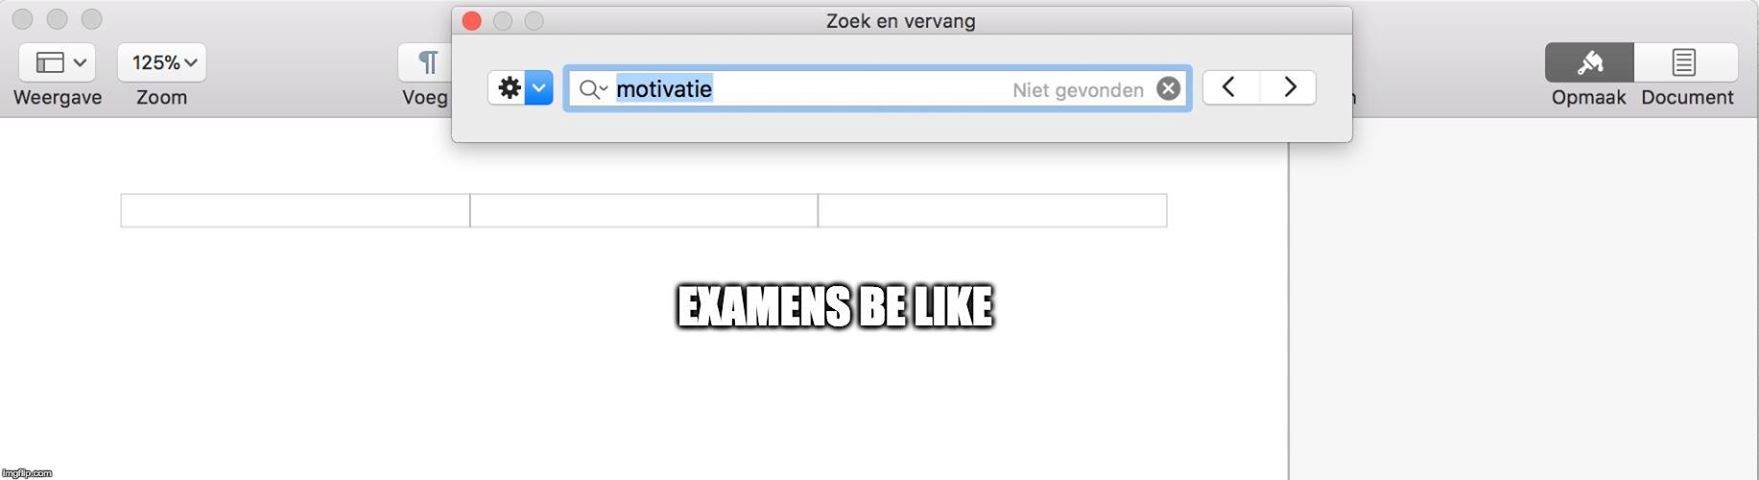 Zoek en vervang
125%
motivatie
Niet gevonden
Weergave
Zoom
Voeg
Opmaak
Document
EXAMENS BE LIKE
imgflip.com